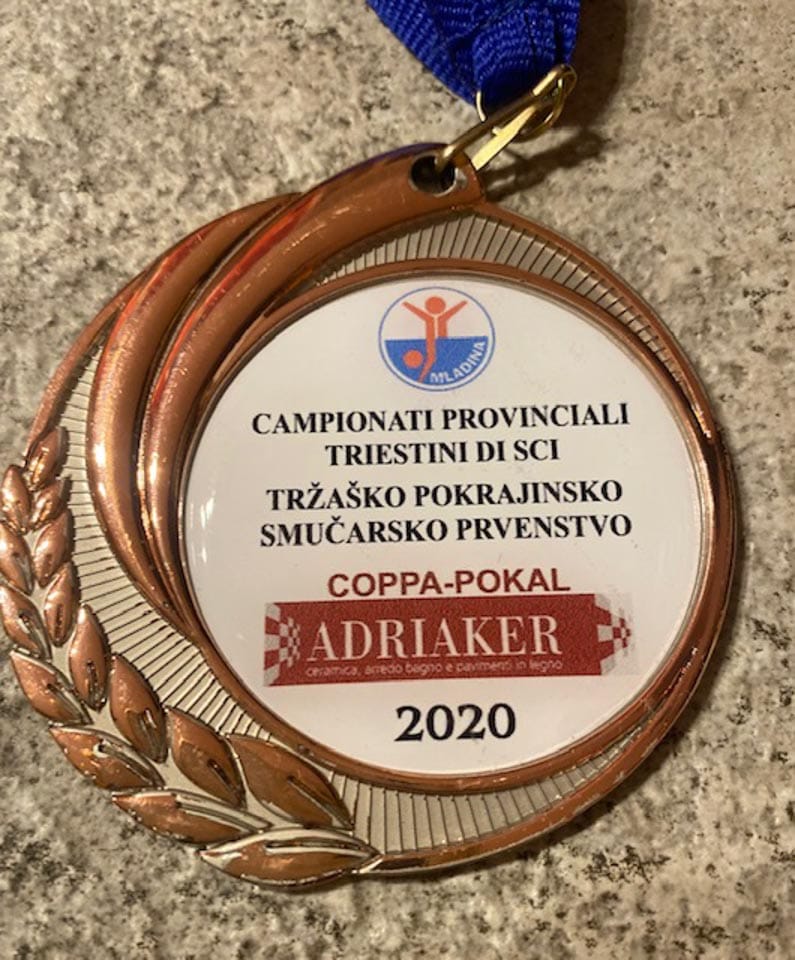 MLADINA
CAMPIONATI PROVINCIALI
TRIESTINI DI SCI
TRŽAŠKO POKRAJINSKO
SMUČARSKO PRVENSTVO
COPPA-POKAL
ADRIAKER
ceramica, arredo bagno e pavimenti in legno
2020